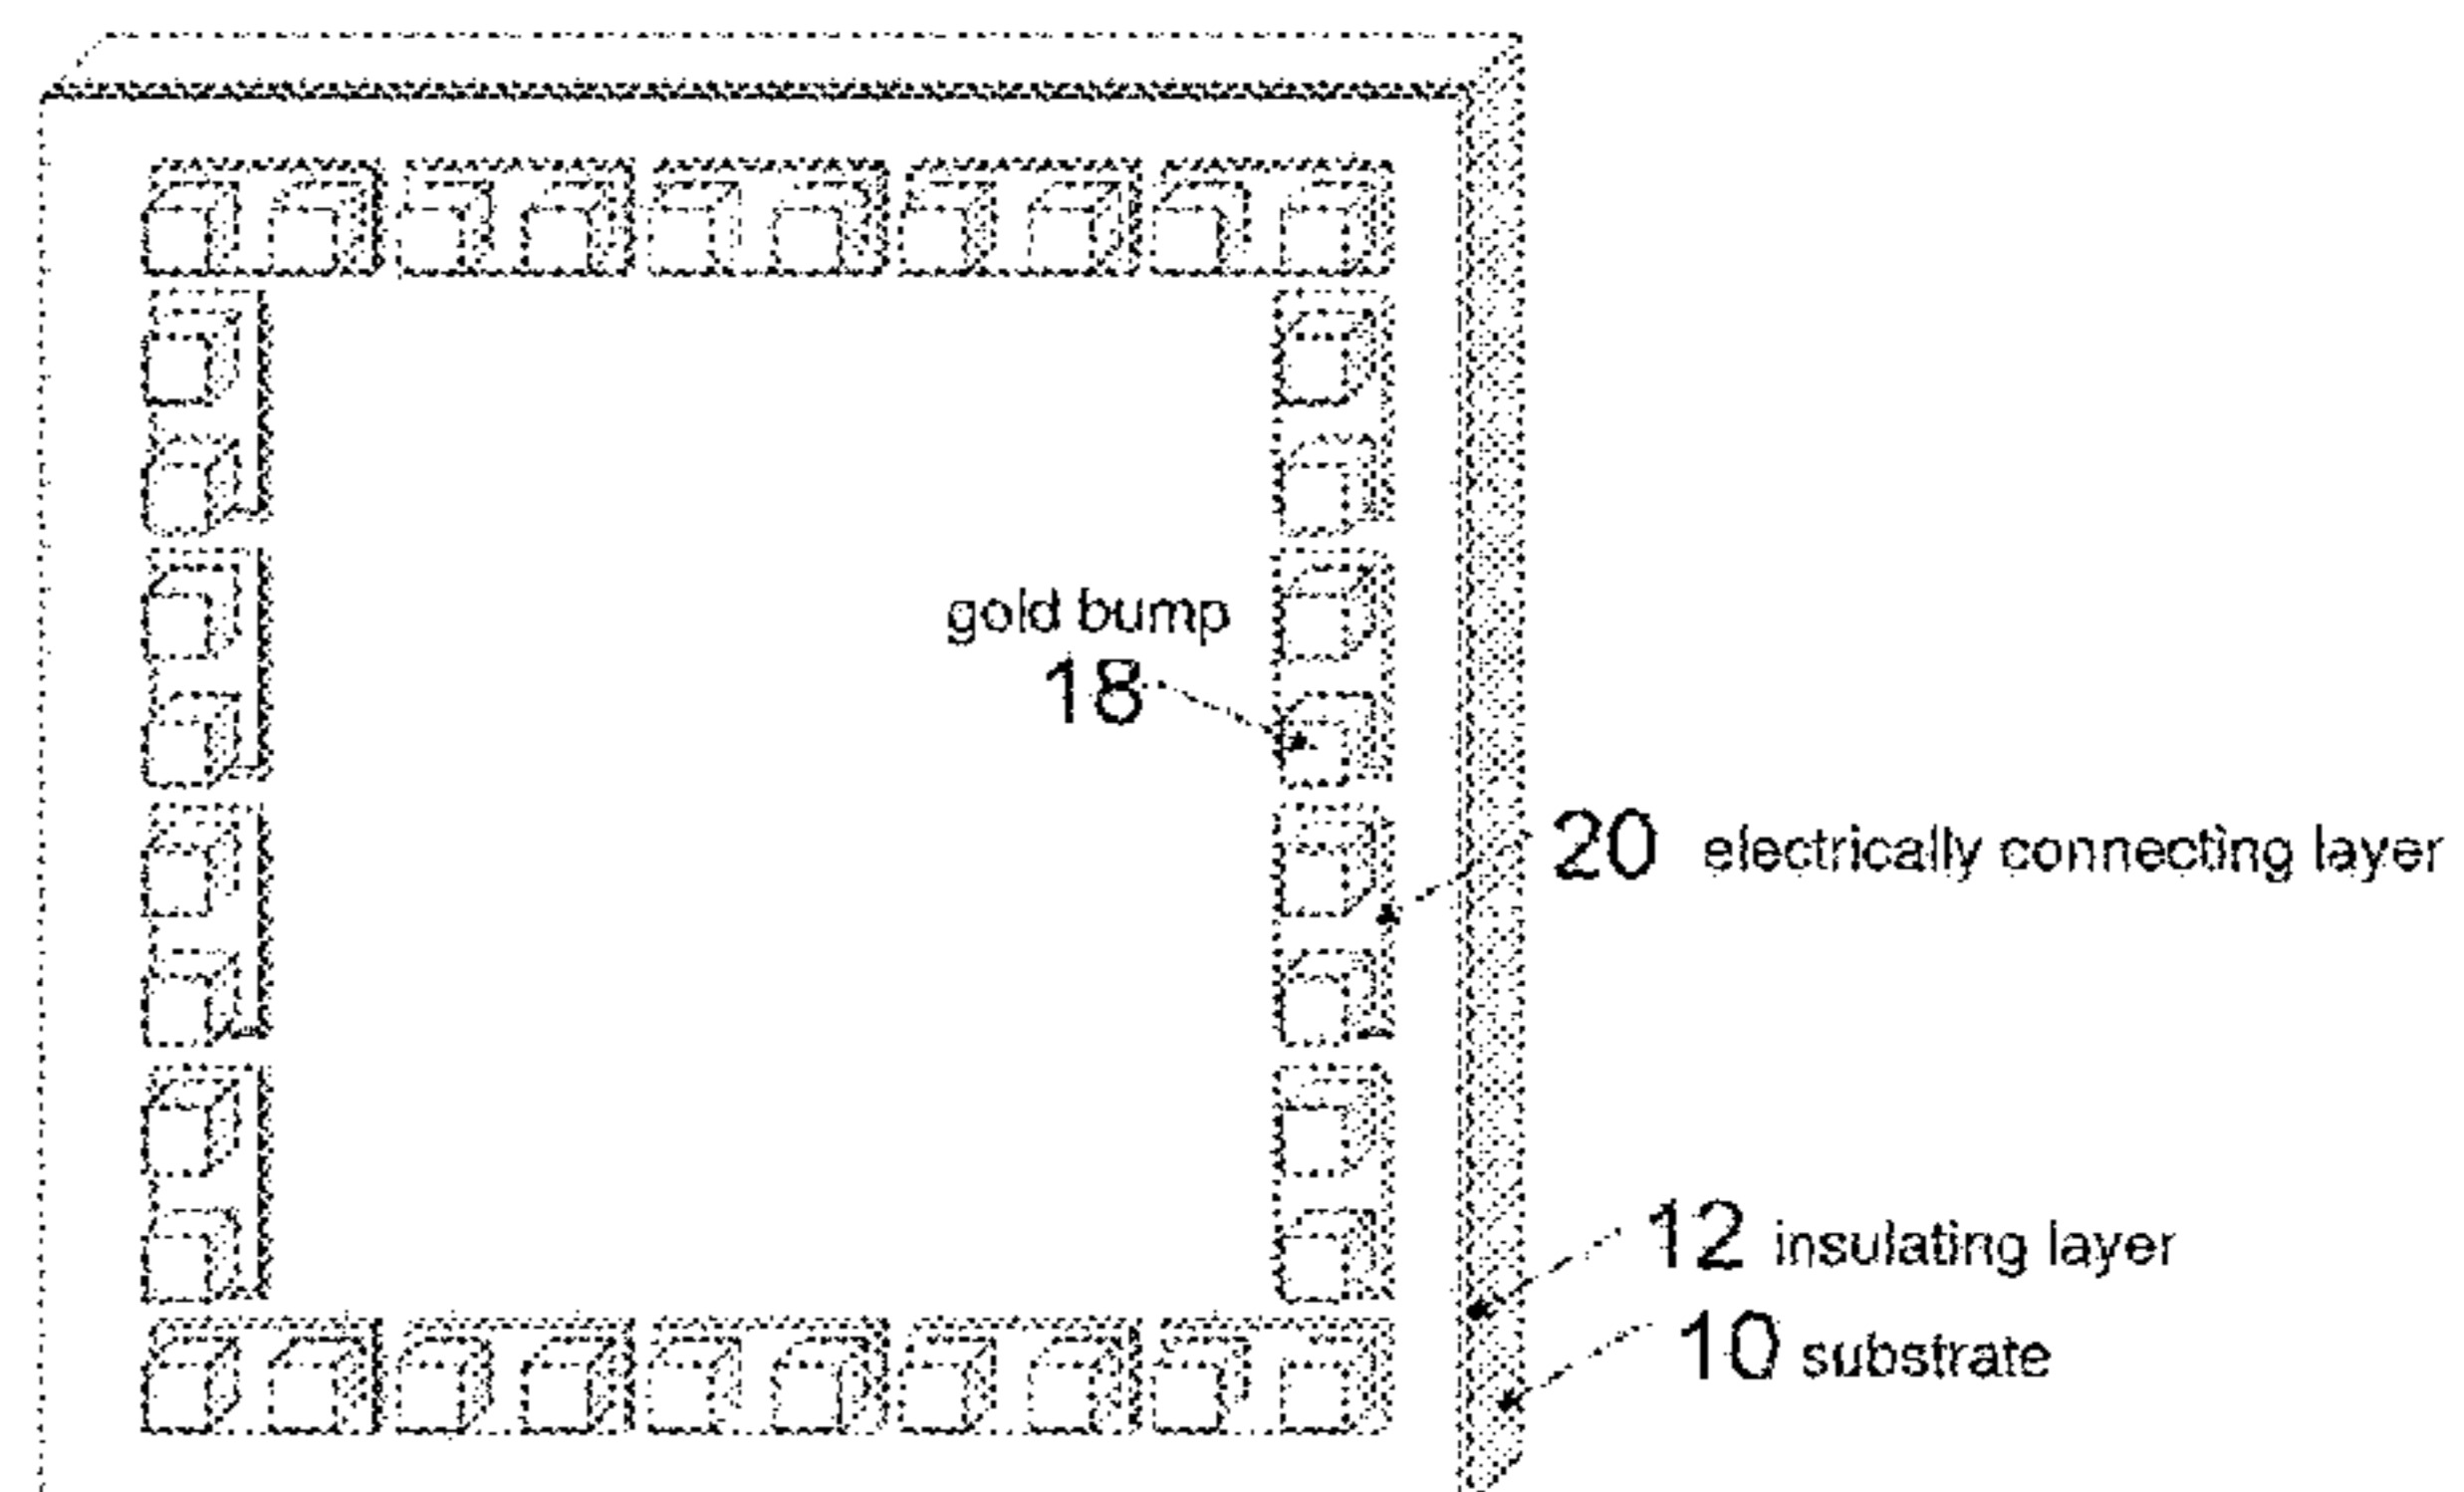 gold bump
18
20 electrically connecting layer
12 insulating layer
10 substrate